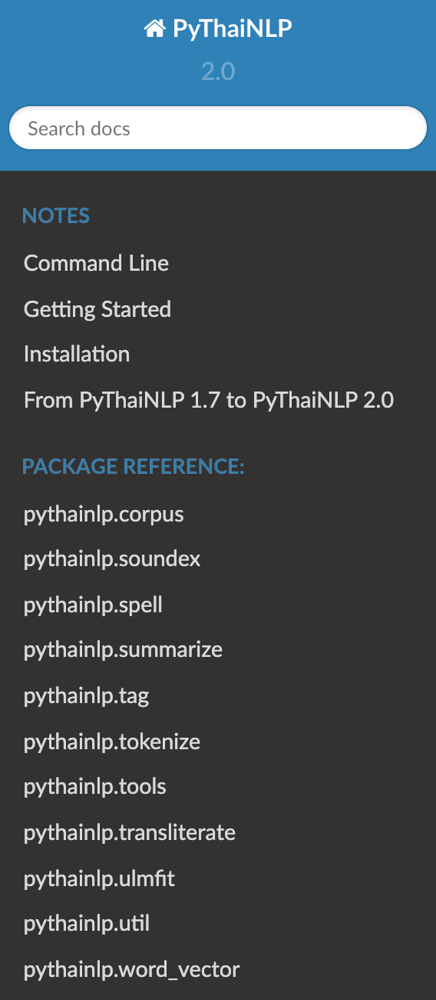 PyThaiNLP
2.0
Search docs
NOTES
Command Line
Getting Started
Installation
From PyThaiNLP 1.7 to PyThaiNLP 2.0
PACKAGE REFERENCE:
pythainlp.corpus
pythainlp.soundex
pythainlp.spell
pythainlp.summarize
pythainlp.tag
pythainlp.tokenize
pythainlp.tools
pythainlp.transliterate
pythainlp.ulmfit
pythainlp.util
pythainlp.word_vector